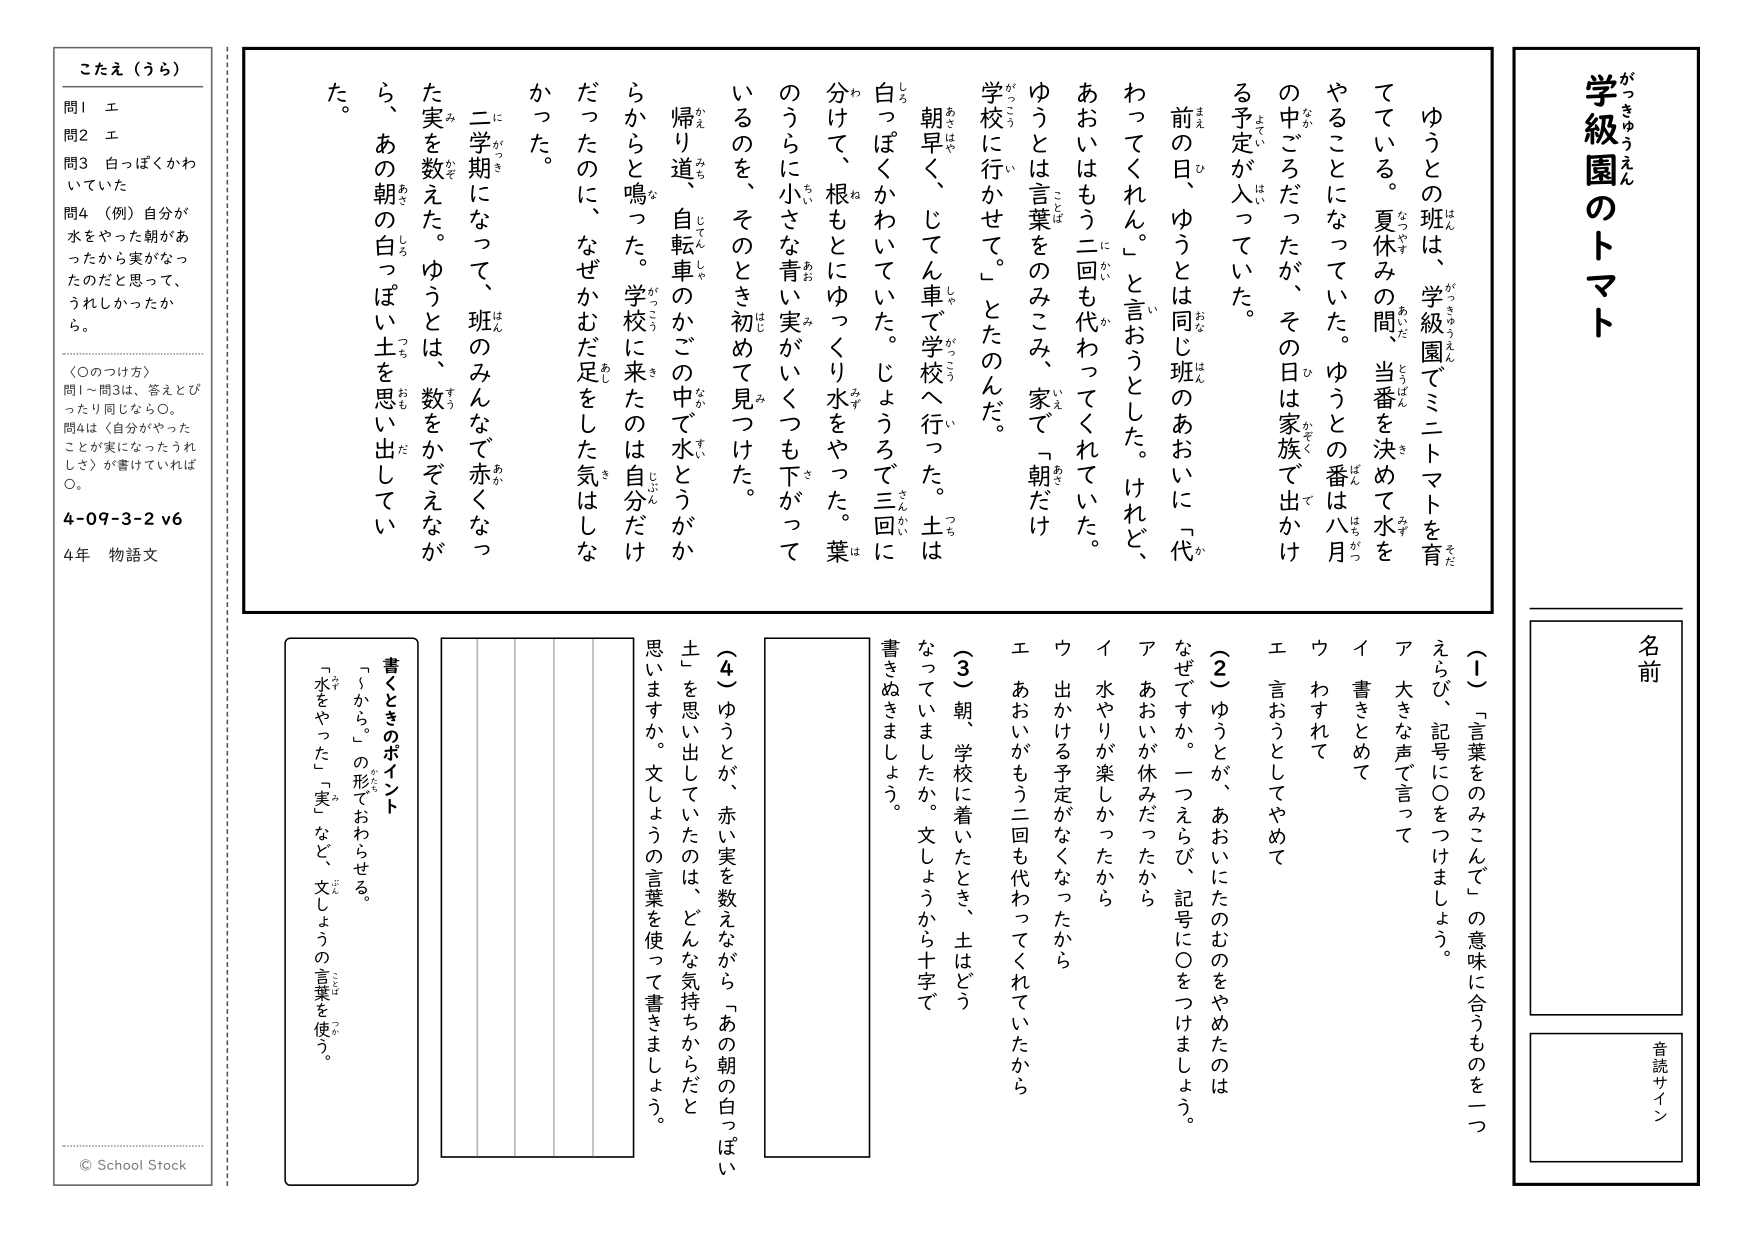 学級園のトマト
名前
音読サイン
ゆうとの班は、学級園でミニトマトを育
てている。夏休みの間、当番を決めて水を
やることになっていた。ゆうとの番は八月
の中ごろだったが、その日は家族で出かけ
る予定が入っていた。
前の日、ゆうとは同じ班のあおいに「代
わってくれん。」と言おうとした。けれど、
あおいはもう二回も代わってくれていた。
ゆうとは言葉をのみこみ、家で「朝だけ
学校に行かせて。」とたのんだ。
朝早く、じてん車で学校へ行った。土は
白っぽくかわいていた。じょうろで三回に
分けて、根もとにゆっくり水をやった。葉
のうらに小さな青い実がいくつも下がって
いるのを、そのとき初めて見つけた。
帰り道、自転車のかごの中で水とうがか
らからと鳴った。学校に来たのは自分だけ
だったのに、なぜかむだ足をした気はしな
かった。
二学期になって、班のみんなで赤くなっ
た実を数えた。ゆうとは、数をかぞえなが
ら、あの朝の白っぽい土を思い出してい
た。
(1)「言葉をのみこんで」の意味に合うものを一つ
えらび、記号に〇をつけましょう。
ア 大きな声で言って
イ 書きとめて
ウ わすれて
エ 言おうとしてやめて
(2)ゆうとが、あおいにたのむのをやめたのは
なぜですか。一つえらび、記号に〇をつけましょう。
ア あおいが休みだったから
イ 水やりが楽しかったから
ウ 出かける予定がなくなったから
エ あおいがもう二回も代わってくれていたから
(3)朝、学校に着いたとき、土はどう
なっていましたか。文しょうから十字で
書きぬきましょう。
(4)ゆうとが、赤い実を数えながら「あの朝の白っぽい
土」を思い出していたのは、どんな気持ちからだと
思いますか。文しょうの言葉を使って書きましょう。
書くときのポイント
「〜から。」の形でおわらせる。
「水をやった」「実」など、文しょうの言葉を使う。
こたえ(うら)
問1 エ
問2 エ
問3 白っぽくかわ
いていた
問4 (例)自分が
水をやった朝があ
ったから実がなっ
たのだと思って、
うれしかったか
ら。
〈〇のつけ方〉
問1〜問3は、答えとぴ
ったり同じなら〇。
問4は〈自分がやった
ことが実になったうれ
しさ〉が書けていれば
〇。
4-09-3-2 v6
4年 物語文
© School Stock